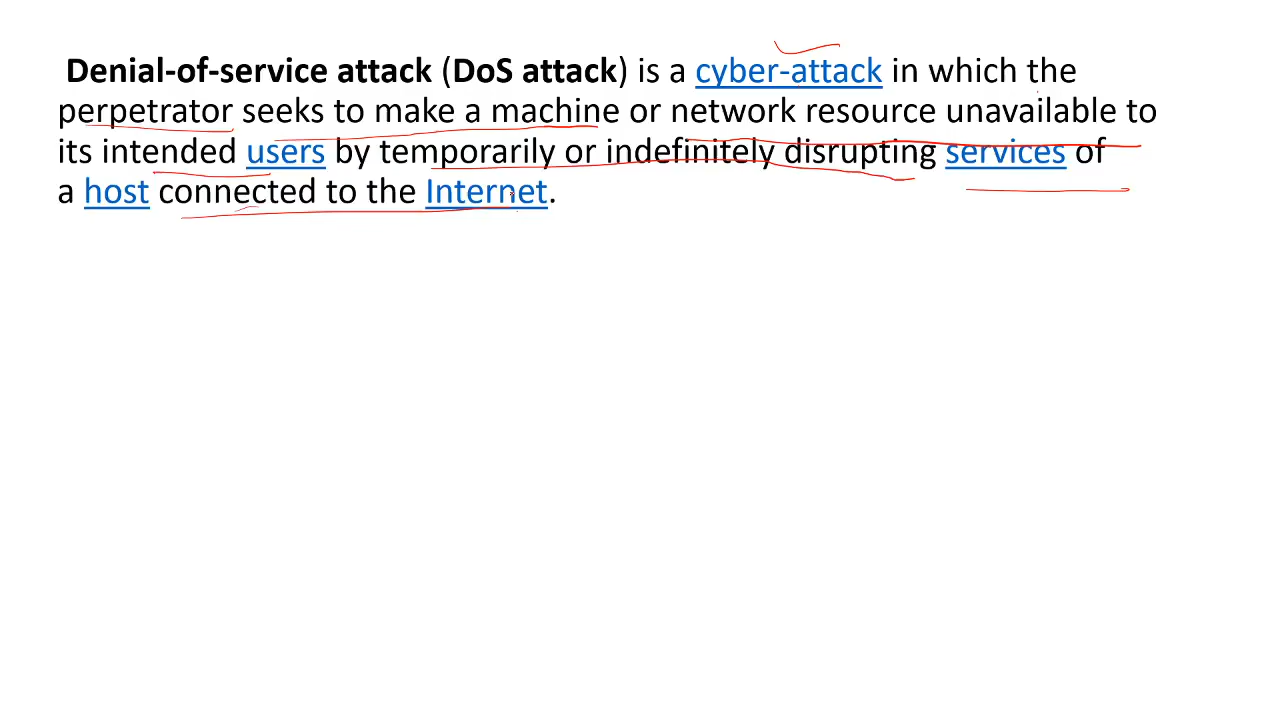 Denial-of-service attack (DoS attack) is a cyber-attack in which the
perpetrator seeks to make a machine or network resource unavailable to
its intended users by temporarily or indefinitely disrupting services of
a host connected to the Internet.